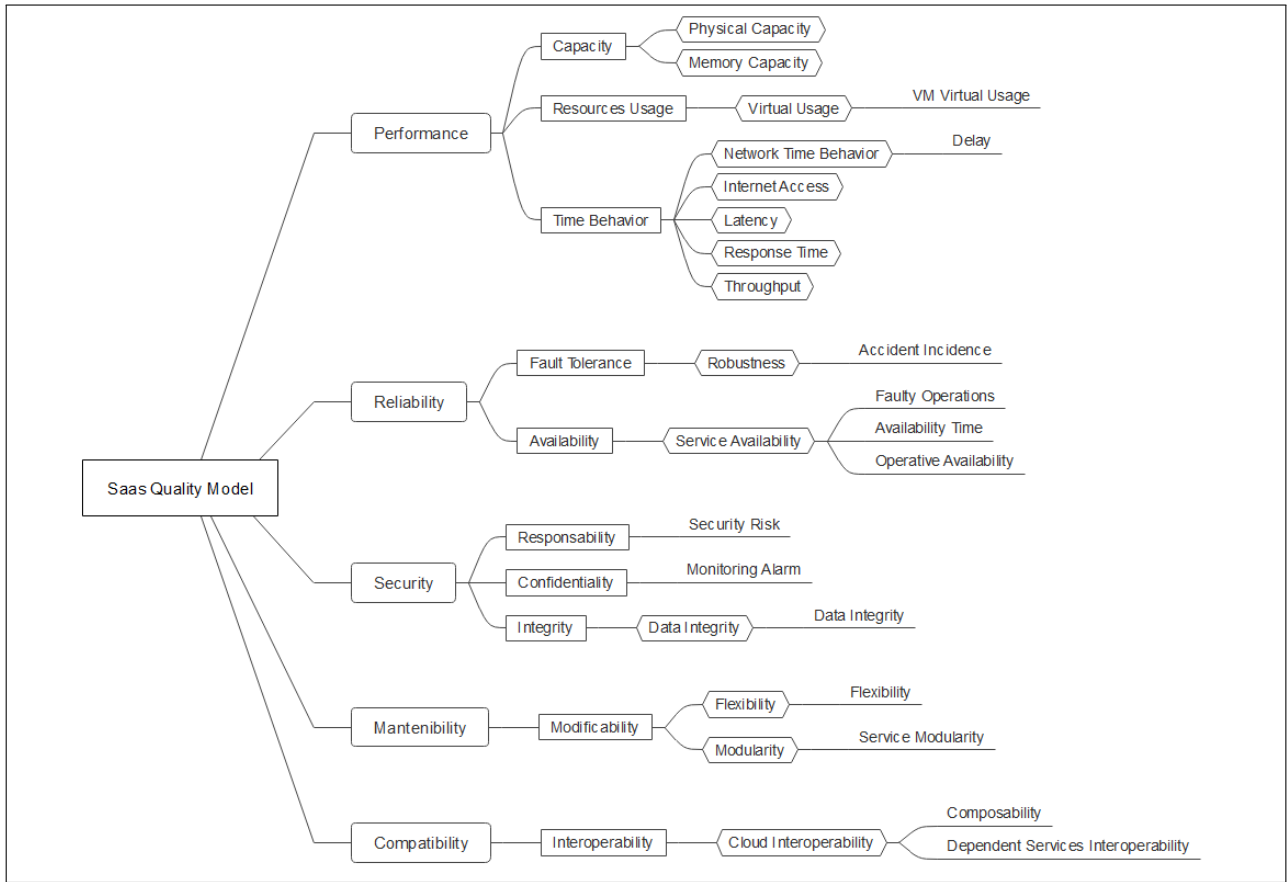 Saas Quality Model
Performance
Capacity
Physical Capacity
Memory Capacity
Resources Usage
Virtual Usage
VM Virtual Usage
Time Behavior
Network Time Behavior
Delay
Internet Access
Latency
Response Time
Throughput
Reliability
Fault Tolerance
Robustness
Accident Incidence
Availability
Service Availability
Faulty Operations
Availability Time
Operative Availability
Security
Responsability
Security Risk
Confidentiality
Monitoring Alarm
Integrity
Data Integrity
Data Integrity
Mantenibility
Modificability
Flexibility
Flexibility
Modularity
Service Modularity
Compatibility
Interoperability
Cloud Interoperability
Composability
Dependent Services Interoperability